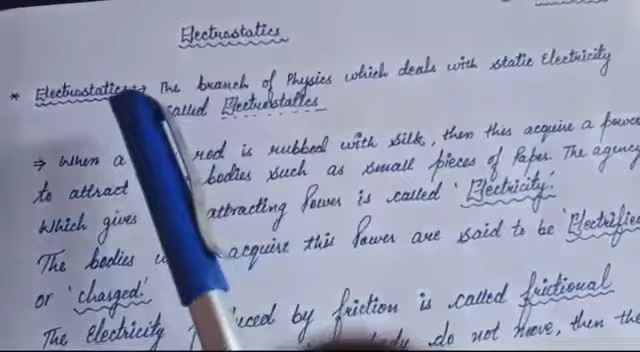 Electrostatics
* Electrostatics → The branch of Physics which deals with static Electricity
called Electrostatics
⇒ When a rod is rubbed with silk, then this acquire a power
to attract bodies such as small pieces of Paper. The agency
Which gives attracting Power is called 'Electricity'.
The bodies acquire this Power are said to be 'Electrified
or 'charged'
The Electricity by friction is called frictional
do not move, then the